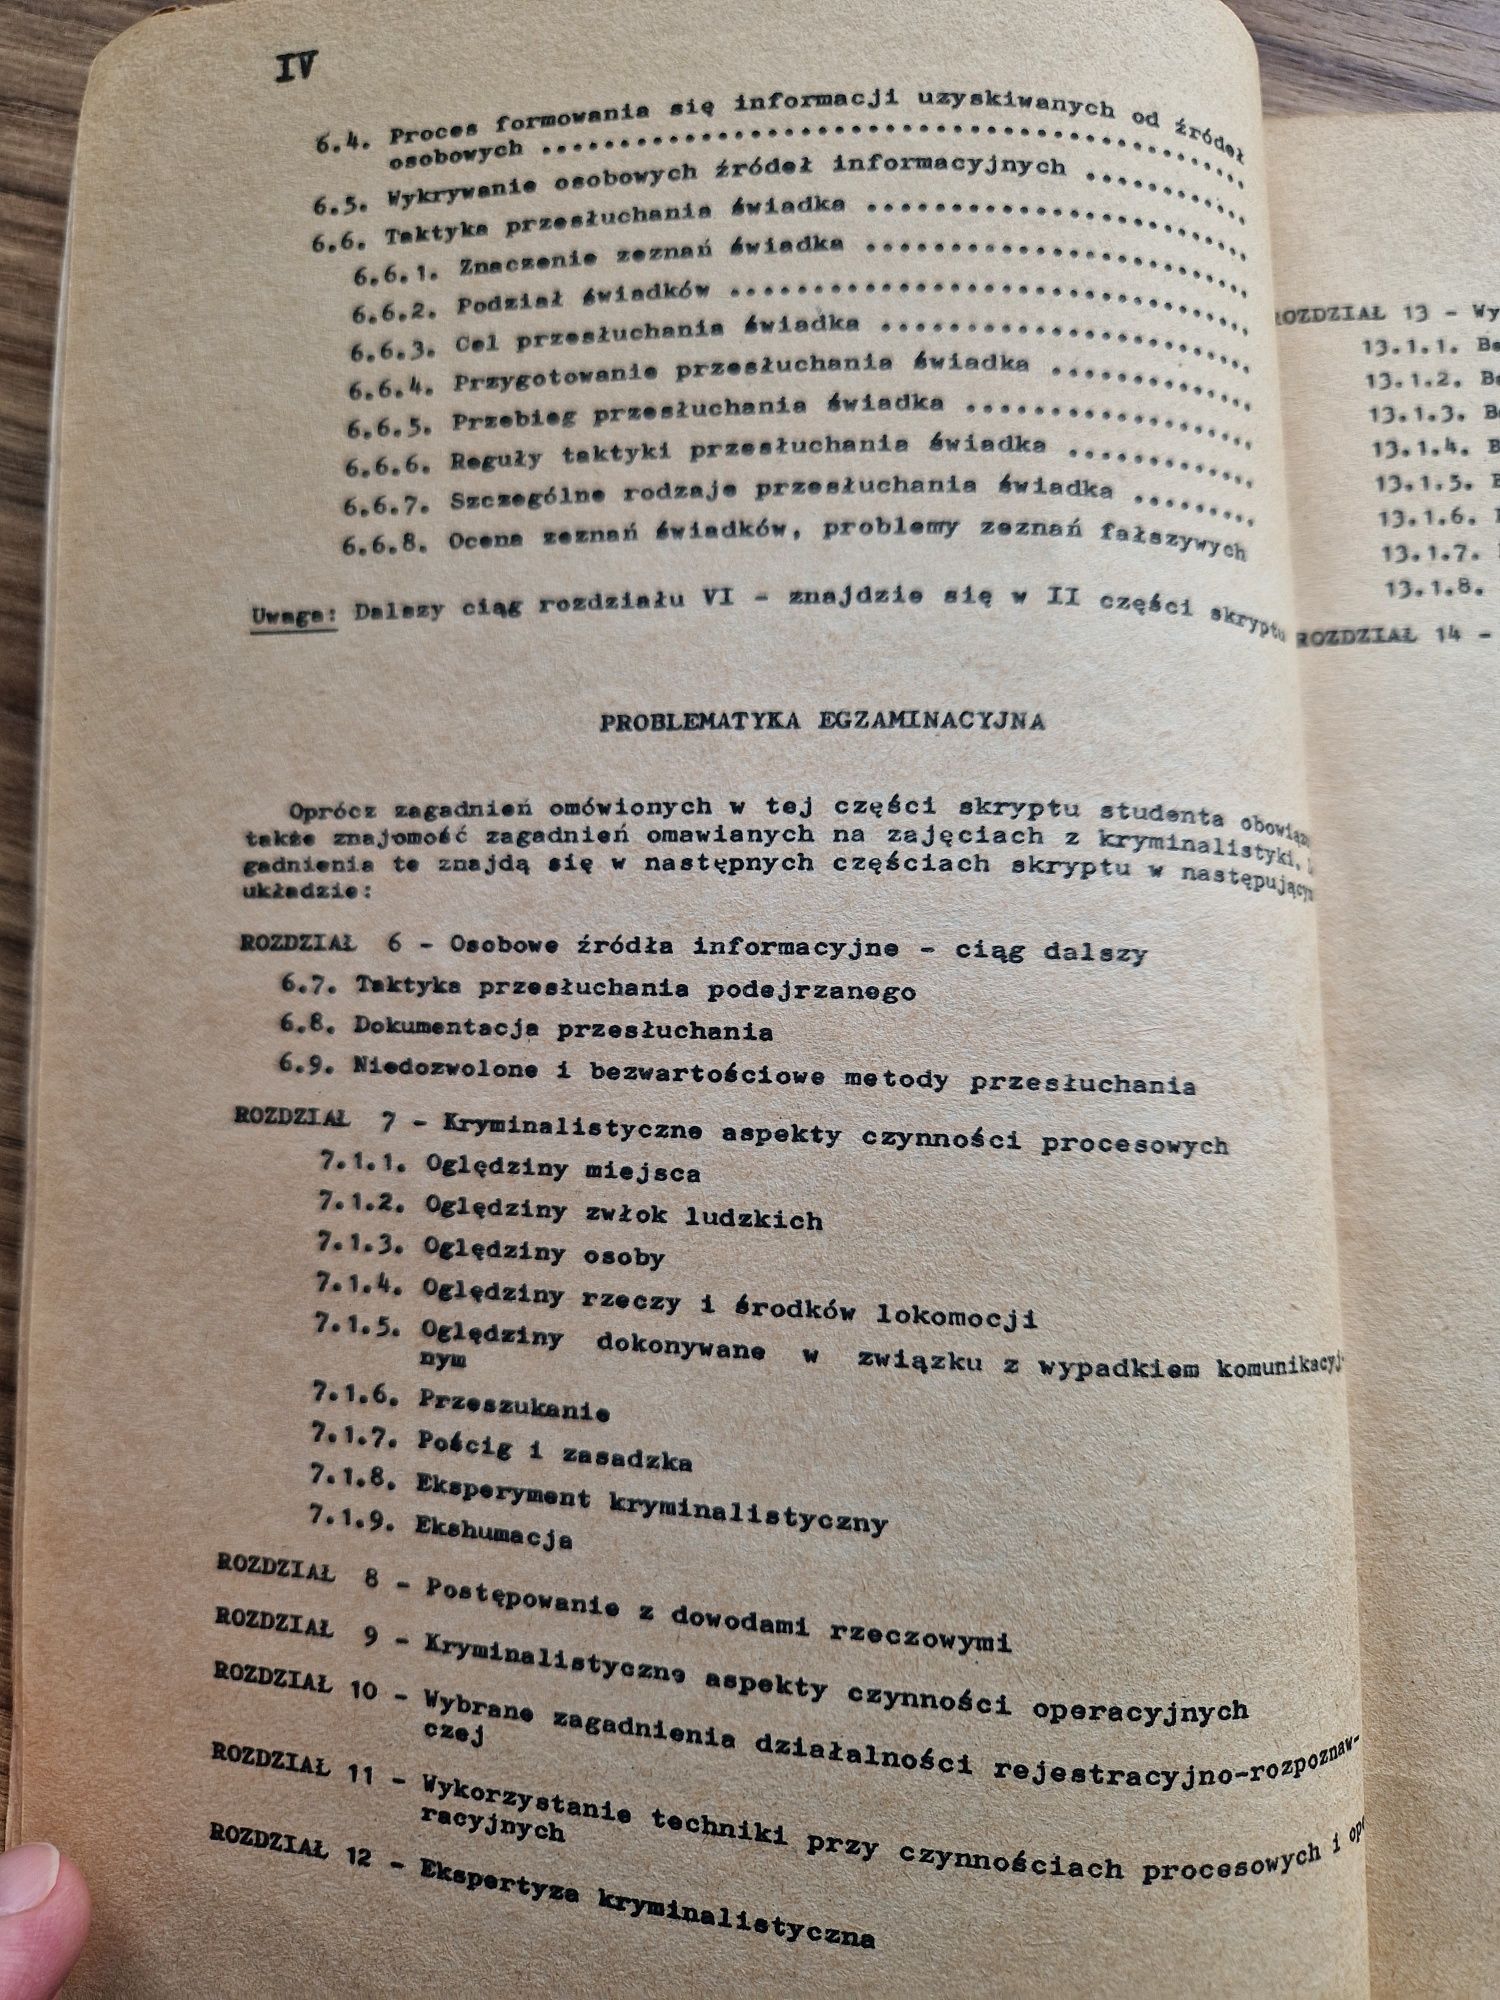 IV
6.4. Proces formowania się informacji uzyskiwanych od źródeł
osobowych ........................................
6.5. Wykrywanie osobowych źródeł informacyjnych ............
6.6. Taktyka przesłuchania świadka ............................
6.6.1. Znaczenie zeznań świadka ............................
6.6.2. Podział świadków ....................................
6.6.3. Cel przesłuchania świadka ..........................
6.6.4. Przygotowanie przesłuchania świadka ..............
6.6.5. Przebieg przesłuchania świadka ....................
6.6.6. Reguły taktyki przesłuchania świadka .............
6.6.7. Szczególne rodzaje przesłuchania świadka .........
6.6.8. Ocena zeznań świadków, problemy zeznań fałszywych
Uwaga: Dalszy ciąg rozdziału VI - znajdzie się w II części skryptu
PROBLEMATYKA EGZAMINACYJNA
Oprócz zagadnień omówionych w tej części skryptu studenta
także znajomość zagadnień omawianych na zajęciach z kryminalistyki.
gadnienia te znajdą się w następnych częściach skryptu w następującym
układzie:
ROZDZIAŁ 6 - Osobowe źródła informacyjne - ciąg dalszy
6.7. Taktyka przesłuchania podejrzanego
6.8. Dokumentacja przesłuchania
6.9. Niedozwolone i bezwartościowe metody przesłuchania
ROZDZIAŁ 7 - Kryminalistyczne aspekty czynności procesowych
7.1.1. Oględziny miejsca
7.1.2. Oględziny zwłok ludzkich
7.1.3. Oględziny osoby
7.1.4. Oględziny rzeczy i środków lokomocji
7.1.5. Oględziny dokonywane w związku z wypadkiem komunikacyj-
nym
7.1.6. Przeszukanie
7.1.7. Pościg i zasadzka
7.1.8. Eksperyment kryminalistyczny
7.1.9. Ekshumacja
ROZDZIAŁ 8 - Postępowanie z dowodami rzeczowymi
ROZDZIAŁ 9 - Kryminalistyczne aspekty czynności operacyjnych
ROZDZIAŁ 10 - Wybrane zagadnienia działalności rejestracyjno-rozpoznaw-
czej
ROZDZIAŁ 11 - Wykorzystanie techniki przy czynnościach procesowych i ope
racyjnych
ROZDZIAŁ 12 - Ekspertyza kryminalistyczna
ROZDZIAŁ 13 - Wy
13.1.1. Be
13.1.2. Be
13.1.3. Be
13.1.4. B
13.1.5. B
13.1.6.
13.1.7.
13.1.8.
ROZDZIAŁ 14 -